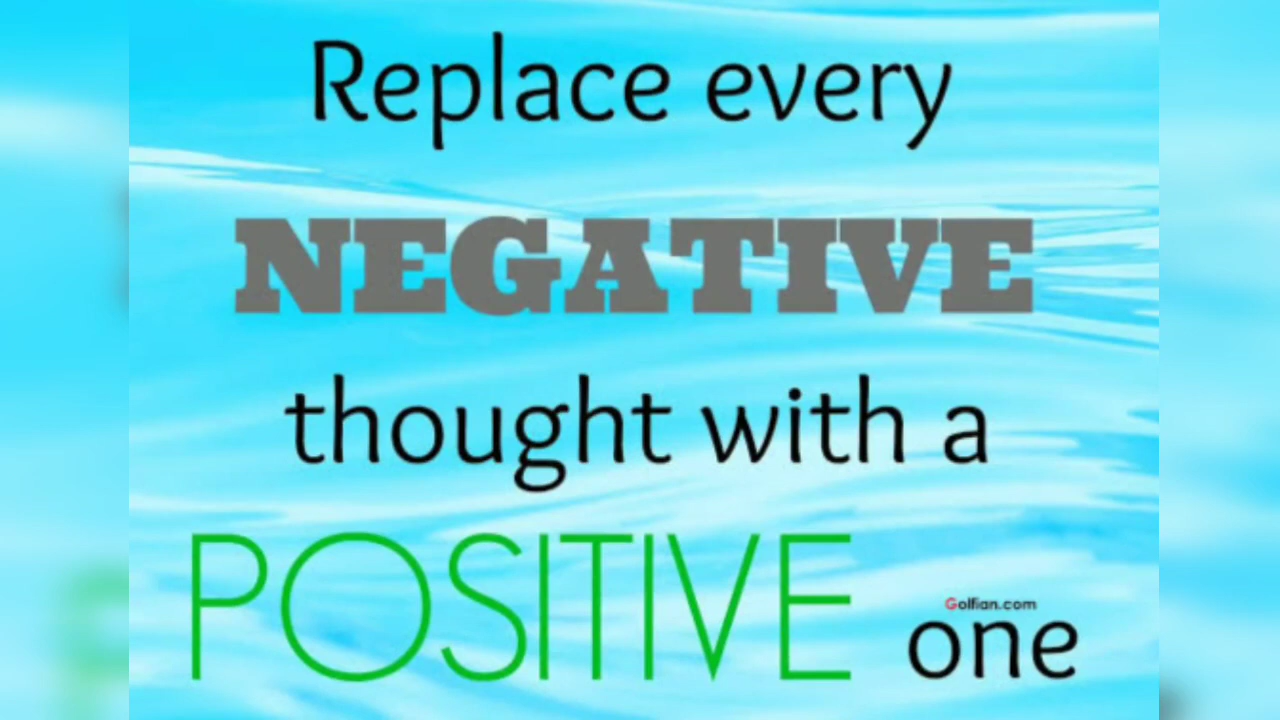 Replace every
NEGATIVE
thought with a
POSITIVE one
Golfian.com